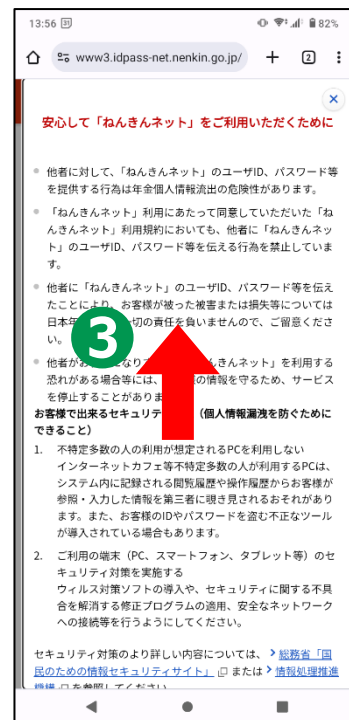 13:56 31 82%
www3.idpass-net.nenkin.go.jp/ + 2
安心して「ねんきんネット」をご利用いただくために
他者に対して、「ねんきんネット」のユーザID、パスワード等
を提供する行為は年金個人情報流出の危険性があります。
「ねんきんネット」利用にあたって同意していただいた「ね
んきんネット」利用規約においても、他者に「ねんきんネッ
ト」のユーザID、パスワード等を伝える行為を禁止していま
す。
他者に「ねんきんネット」のユーザID、パスワード等を伝え
たことにより、お客様が被った被害または損失等については
日本年 切の責任を負いませんので、ご留意くださ
い。
3
他者がお なり きんネット」を利用する
恐れがある場合等には、 の情報を守るため、サービス
を停止することがありま
お客様で出来るセキュリテ (個人情報漏洩を防ぐために
できること)
1. 不特定多数の人の利用が想定されるPCを利用しない
インターネットカフェ等不特定多数の人が利用するPCは、
システム内に記録される閲覧履歴や操作履歴からお客様が
参照・入力した情報を第三者に覗き見されるおそれがあり
ます。また、お客様のIDやパスワードを盗む不正なツール
が導入されている場合もあります。
2. ご利用の端末（PC、スマートフォン、タブレット等）のセ
キュリティ対策を実施する
ウィルス対策ソフトの導入や、セキュリティに関する不具
合を解消する修正プログラムの適用、安全なネットワーク
への接続等を行うようにしてください。
セキュリティ対策のより詳しい内容については、 総務省「国
民のための情報セキュリティサイト」 または 情報処理推進
機構 を参照してください